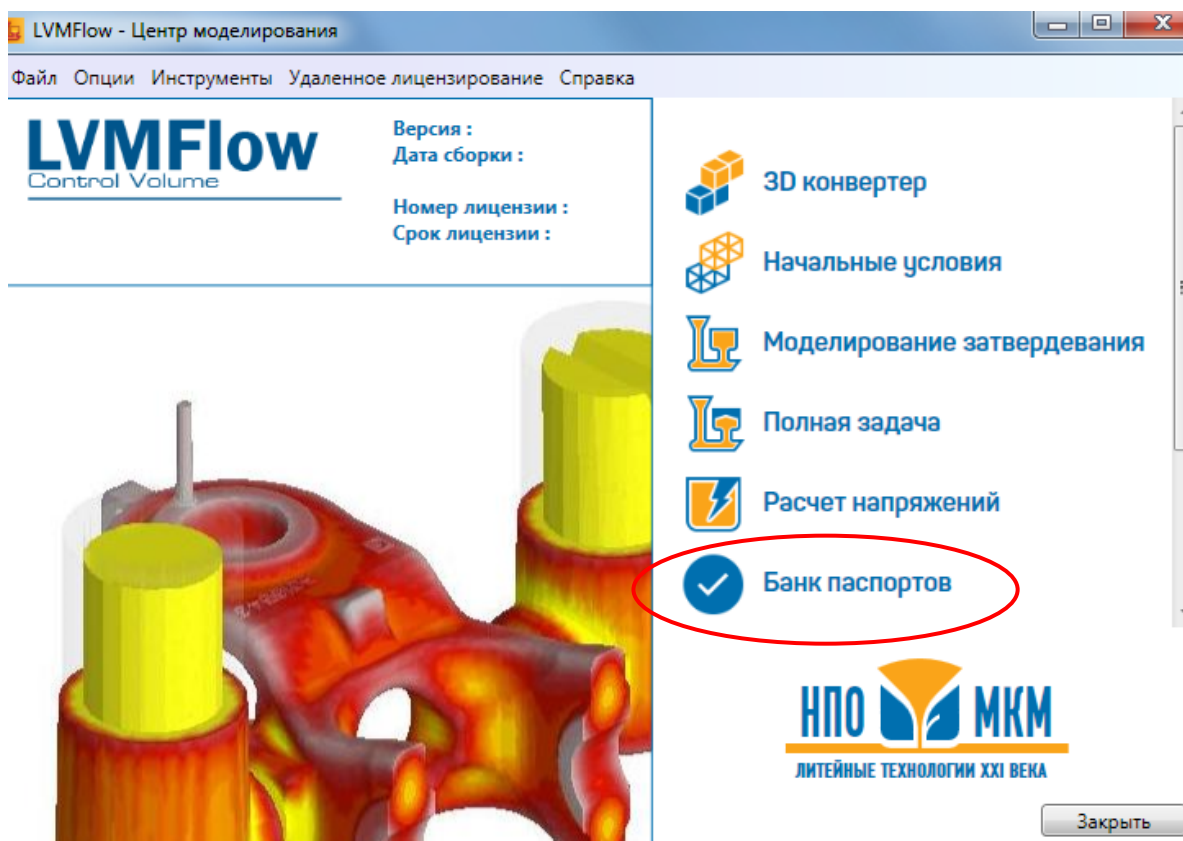 LVMFlow - Центр моделирования
Файл Опции Инструменты Удаленное лицензирование Справка
LVMFlow
Control Volume
Версия :
Дата сборки :
Номер лицензии :
Срок лицензии :
3D конвертер
Начальные условия
Моделирование затвердевания
Полная задача
Расчет напряжений
Банк паспортов
НПО МКМ
ЛИТЕЙНЫЕ ТЕХНОЛОГИИ XXI ВЕКА
Закрыть